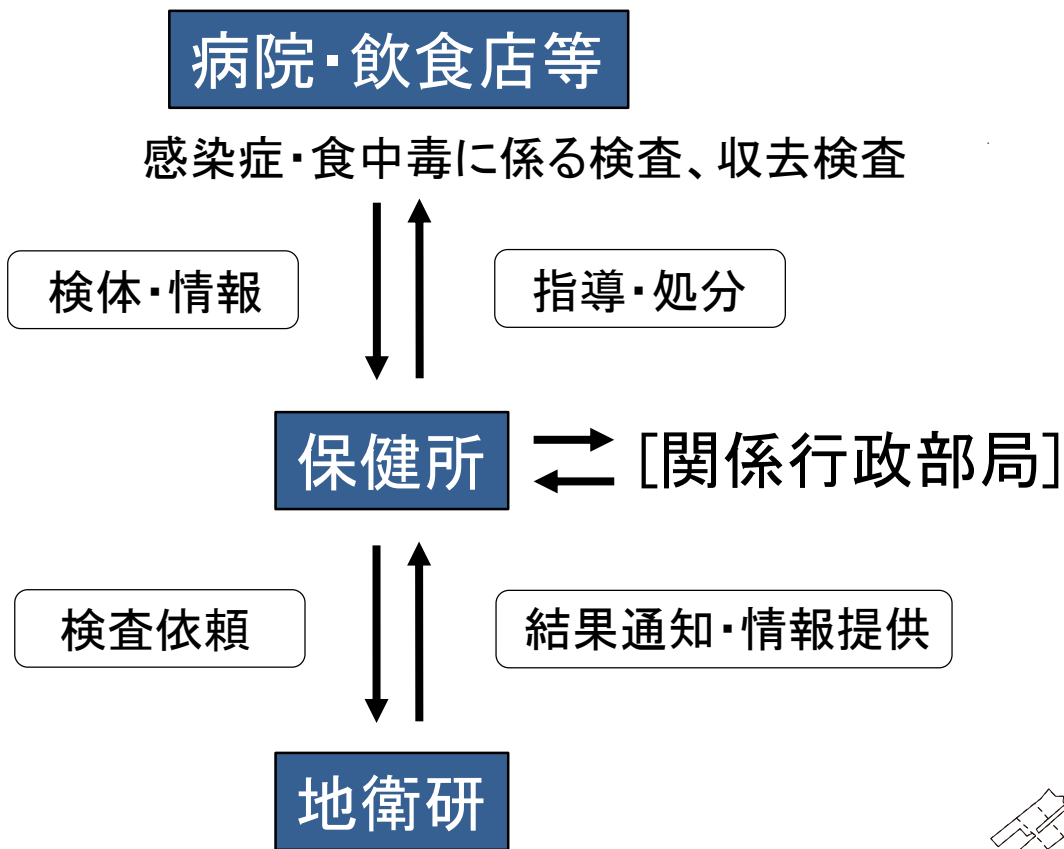 病院・飲食店等
感染症・食中毒に係る検査、収去検査
検体・情報
指導・処分
保健所
[関係行政部局]
検査依頼
結果通知・情報提供
地衛研